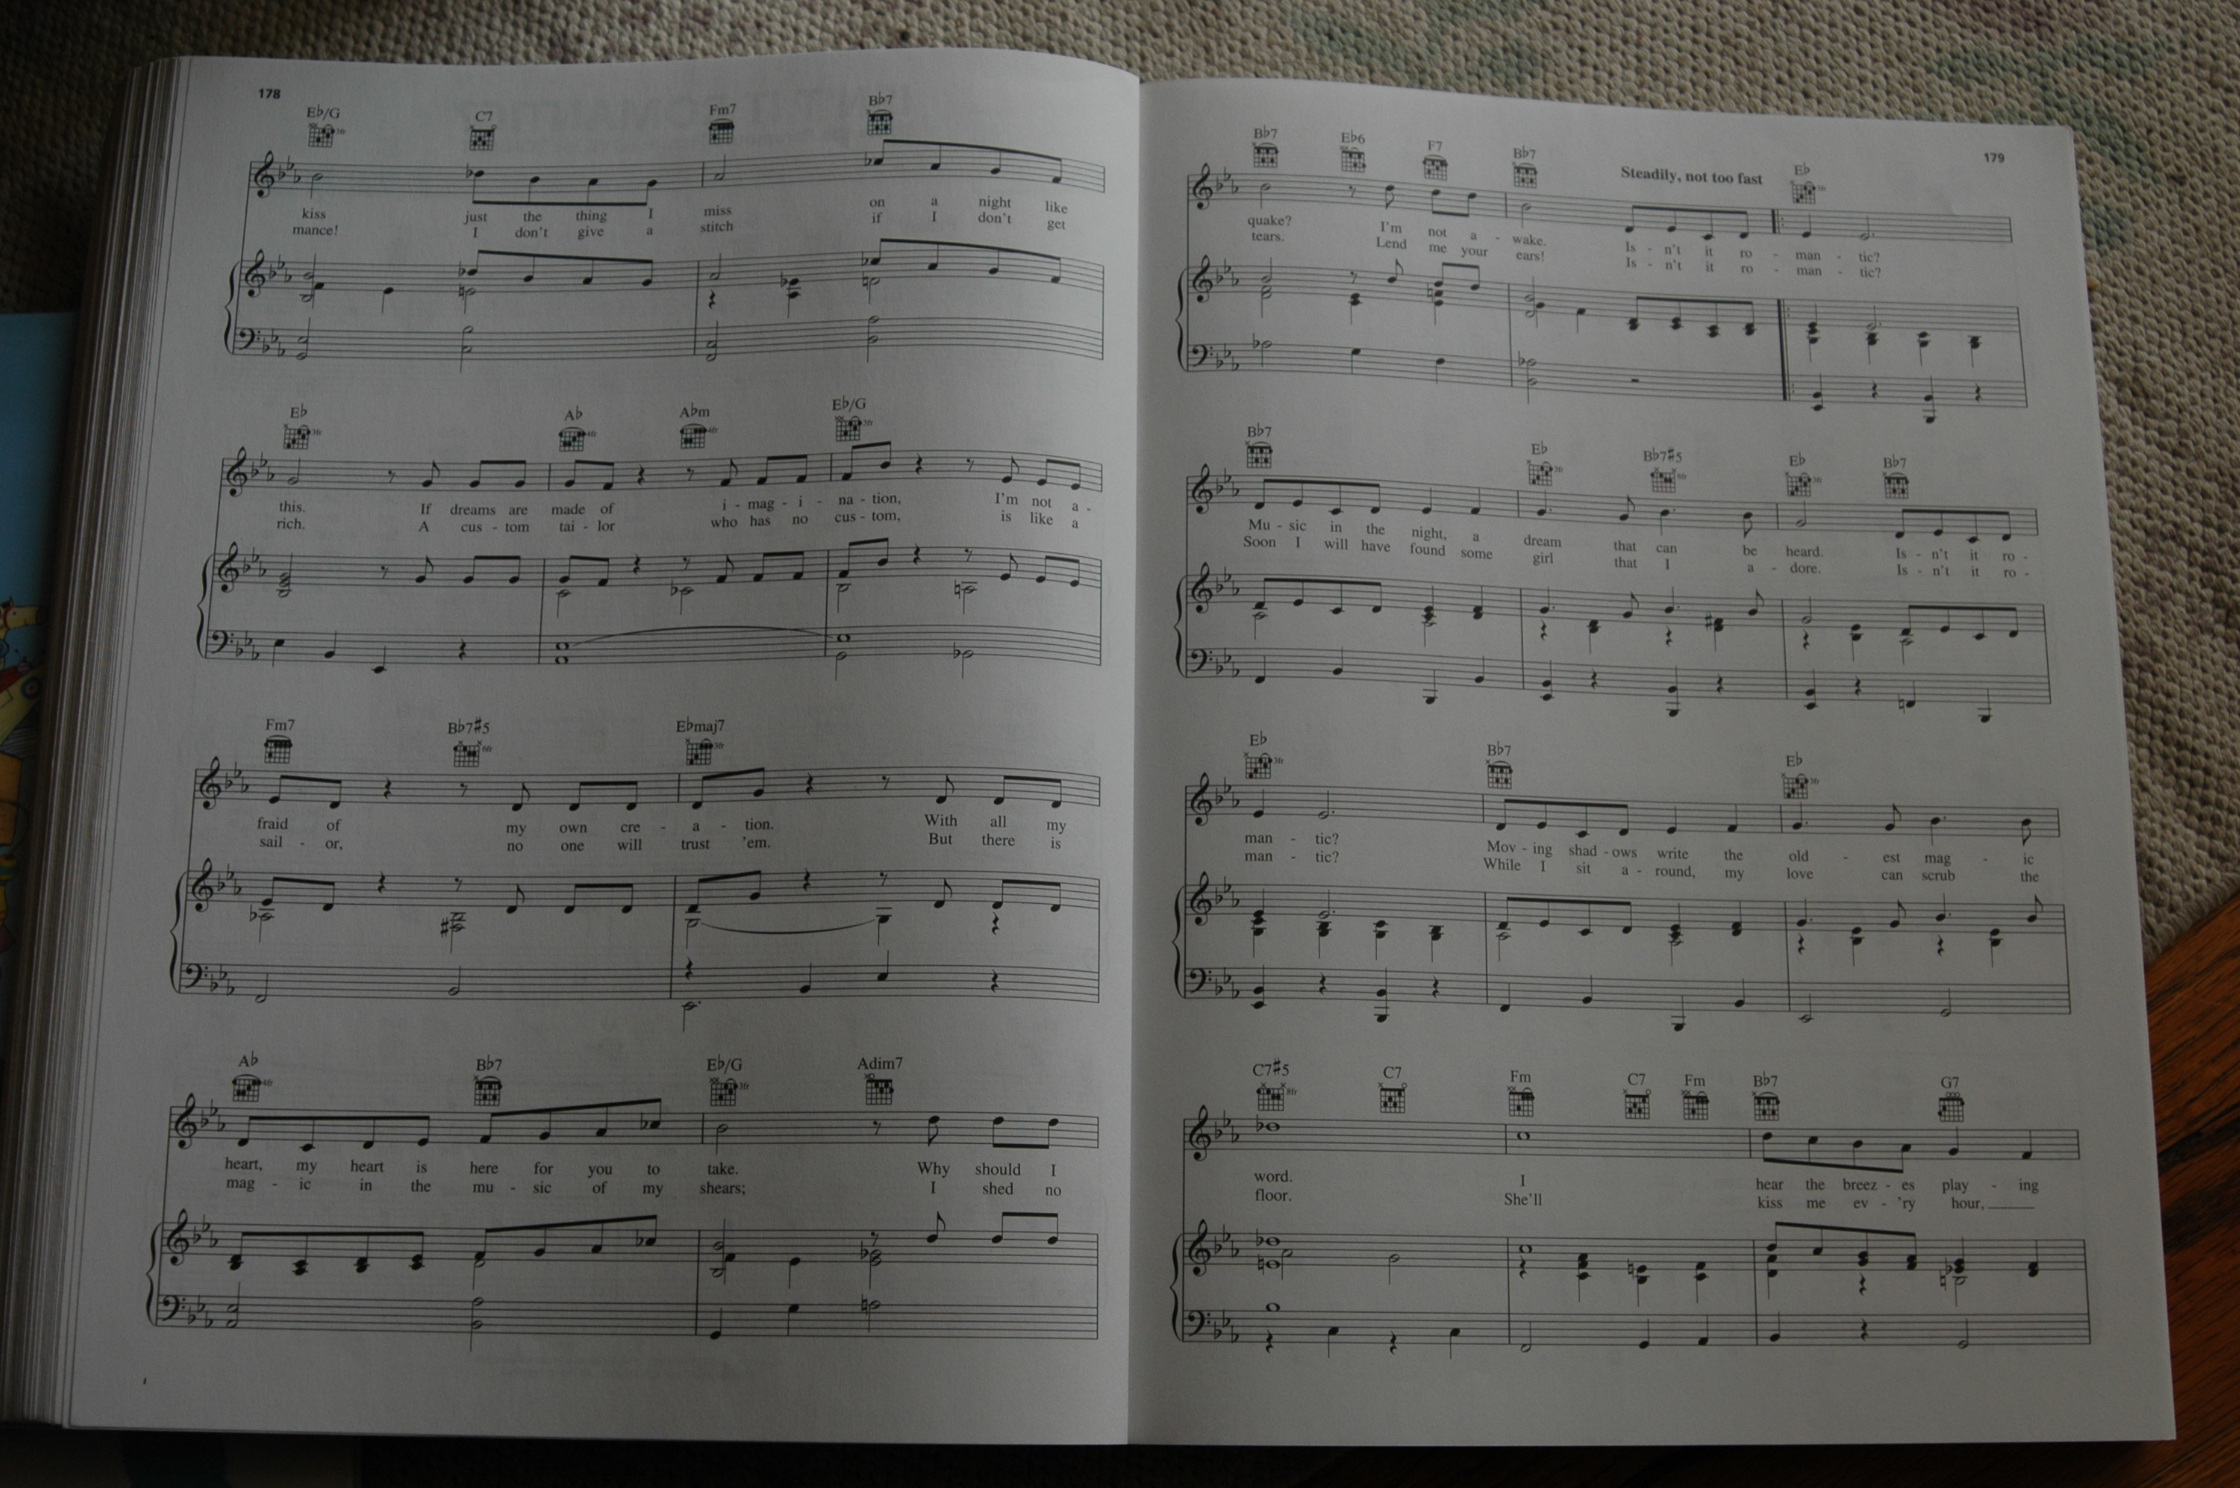 178
Eb/G C7 Fm7 Bb7
kiss just the thing I miss on a night like
mance! I don't give a stitch if I don't get
Eb Ab Abm Eb/G
this. If dreams are made of i - mag - i - na - tion, I'm not a -
rich. A cus - tom tai - lor who has no cus - tom, is like a
Fm7 Bb7#5 Ebmaj7
fraid of my own cre - a - tion. With all my
sail - or, no one will trust 'em. But there is
Ab Bb7 Eb/G Adim7
heart, my heart is here for you to take. Why should I
mag - ic in the mu - sic of my shears; I shed no
179
Bb7 Eb6 F7 Bb7 Steadily, not too fast Eb
quake? I'm not a - wake. Is - n't it ro - man - tic?
tears. Lend me your ears! Is - n't it ro - man - tic?
Bb7 Eb Bb7#5 Eb Bb7
Mu - sic in the night, a dream that can be heard. Is - n't it ro -
Soon I will have found some girl that I a - dore. Is - n't it ro -
Eb Bb7 Eb
man - tic? Mov - ing shad - ows write the old - est mag - ic
man - tic? While I sit a - round, my love can scrub the
C7#5 C7 Fm C7 Fm Bb7 G7
word. I hear the breez - es play - ing
floor. She'll kiss me ev - 'ry hour,